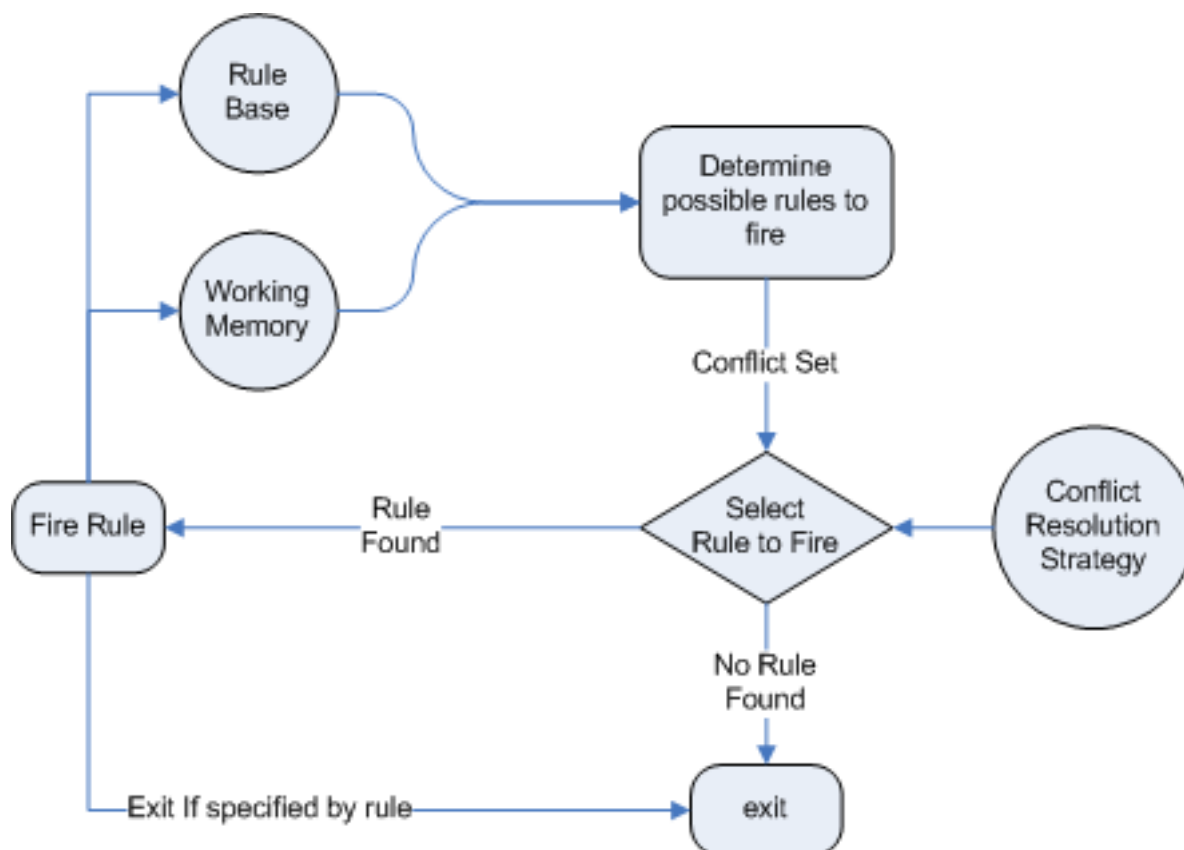 Rule
Base
Determine
possible rules to
fire
Working
Memory
Conflict Set
Conflict
Resolution
Strategy
Select
Rule to Fire
Rule
Found
Fire Rule
No Rule
Found
Exit If specified by rule
exit